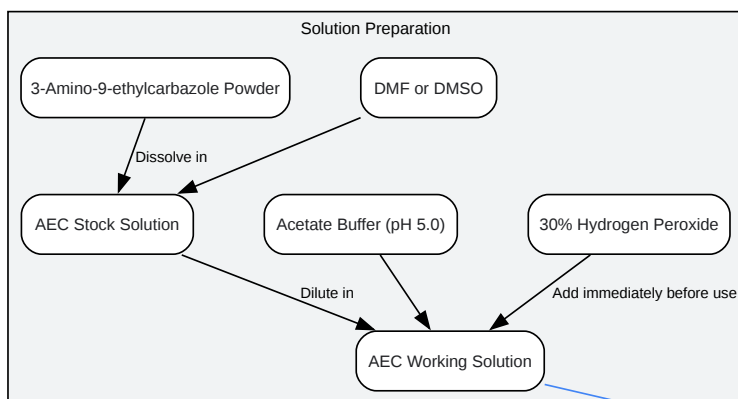 Solution Preparation
3-Amino-9-ethylcarbazole Powder
DMF or DMSO
Dissolve in
AEC Stock Solution
Acetate Buffer (pH 5.0)
30% Hydrogen Peroxide
Dilute in
Add immediately before use
AEC Working Solution